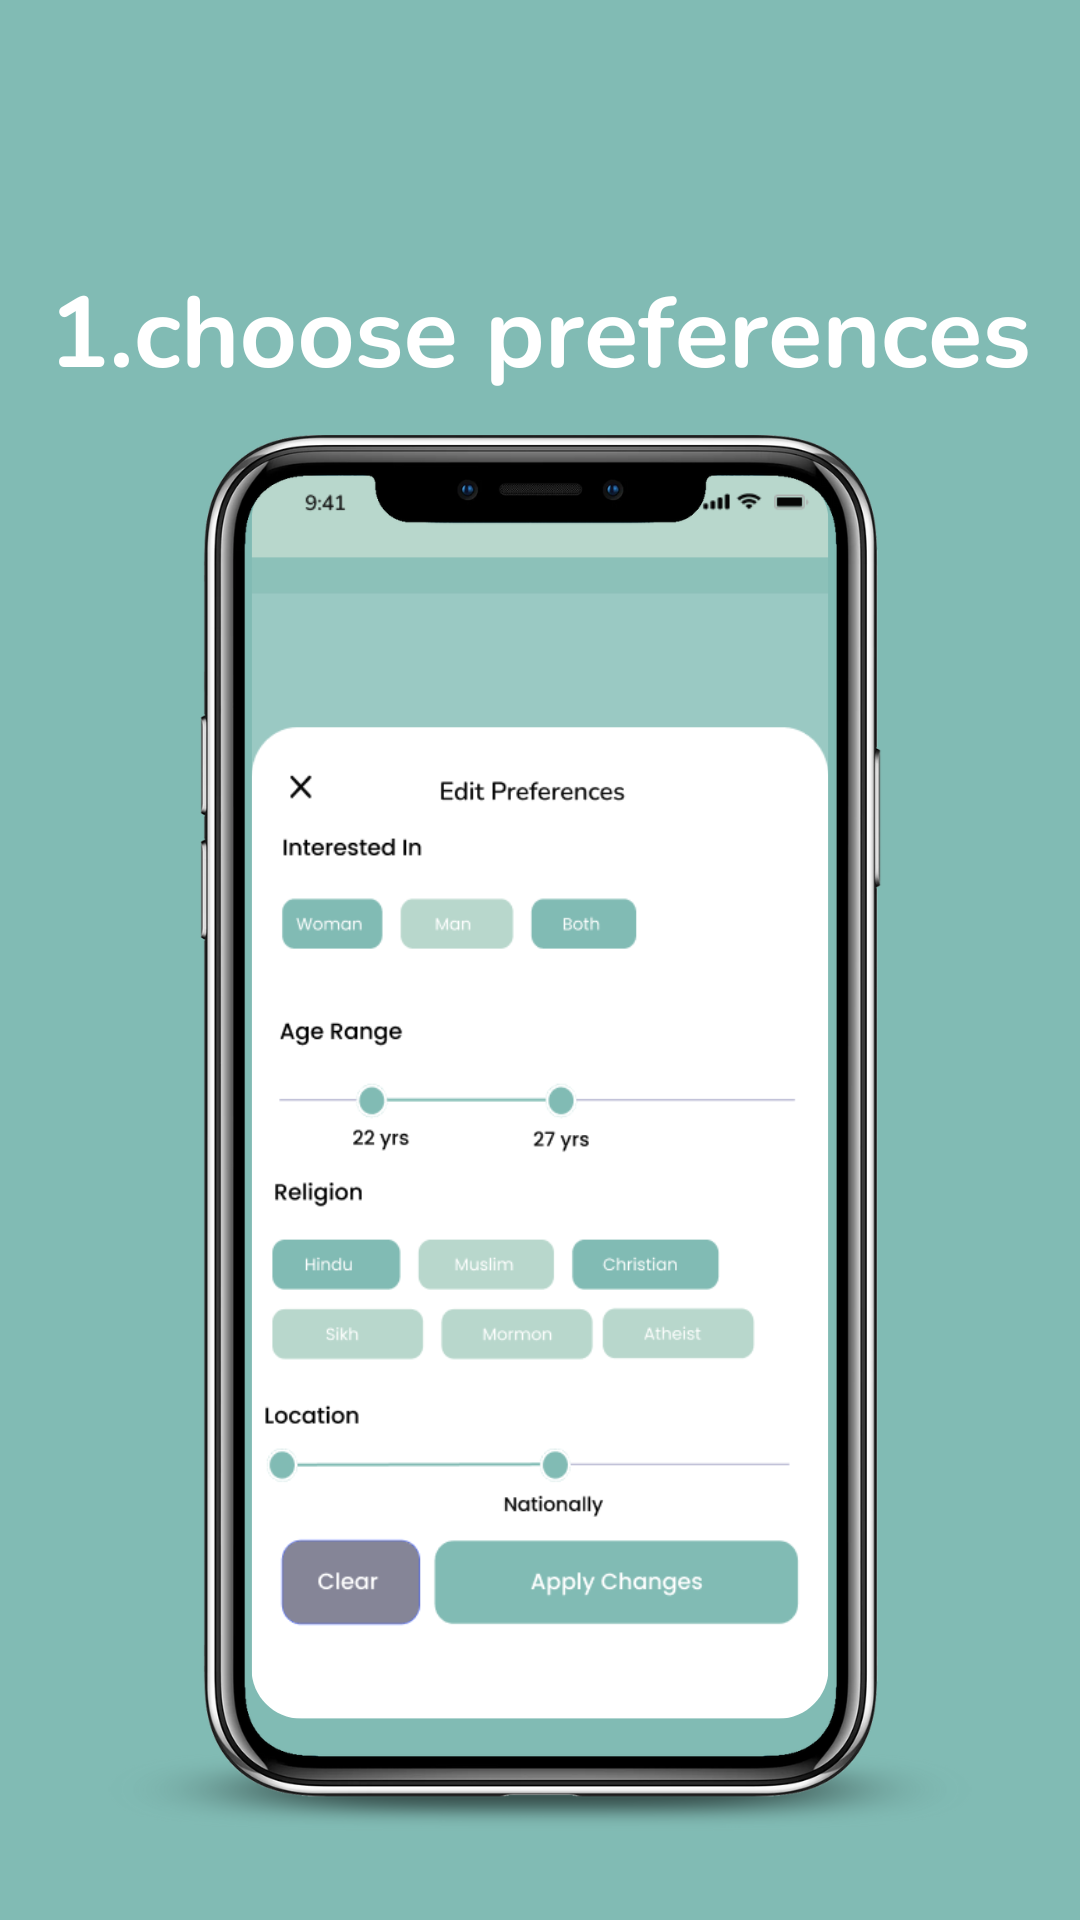 1.choose preferences
9:41
Edit Preferences
Interested In
Woman Man Both
Age Range
22 yrs 27 yrs
Religion
Hindu Muslim Christian
Sikh Mormon Atheist
Location
Nationally
Clear Apply Changes